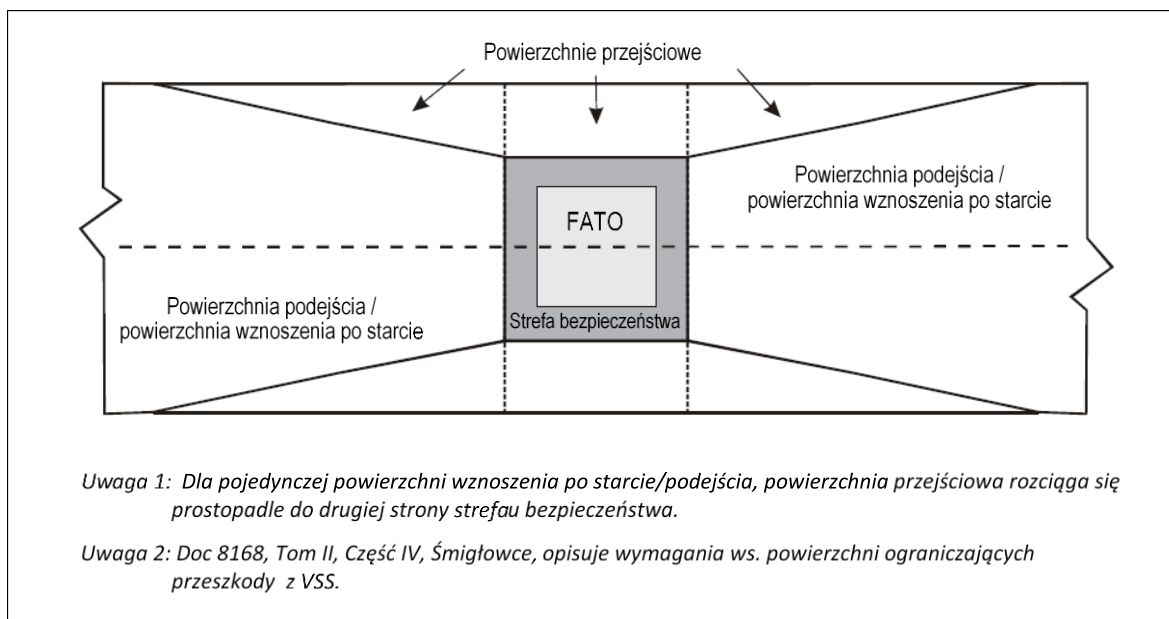 Powierzchnie przejściowe
Powierzchnia podejścia /
powierzchnia wznoszenia po starcie
FATO
Powierzchnia podejścia /
powierzchnia wznoszenia po starcie
Strefa bezpieczeństwa
Uwaga 1: Dla pojedynczej powierzchni wznoszenia po starcie/podejścia, powierzchnia przejściowa rozciąga się
prostopadle do drugiej strony strefau bezpieczeństwa.
Uwaga 2: Doc 8168, Tom II, Część IV, Śmigłowce, opisuje wymagania ws. powierzchni ograniczających
przeszkody z VSS.